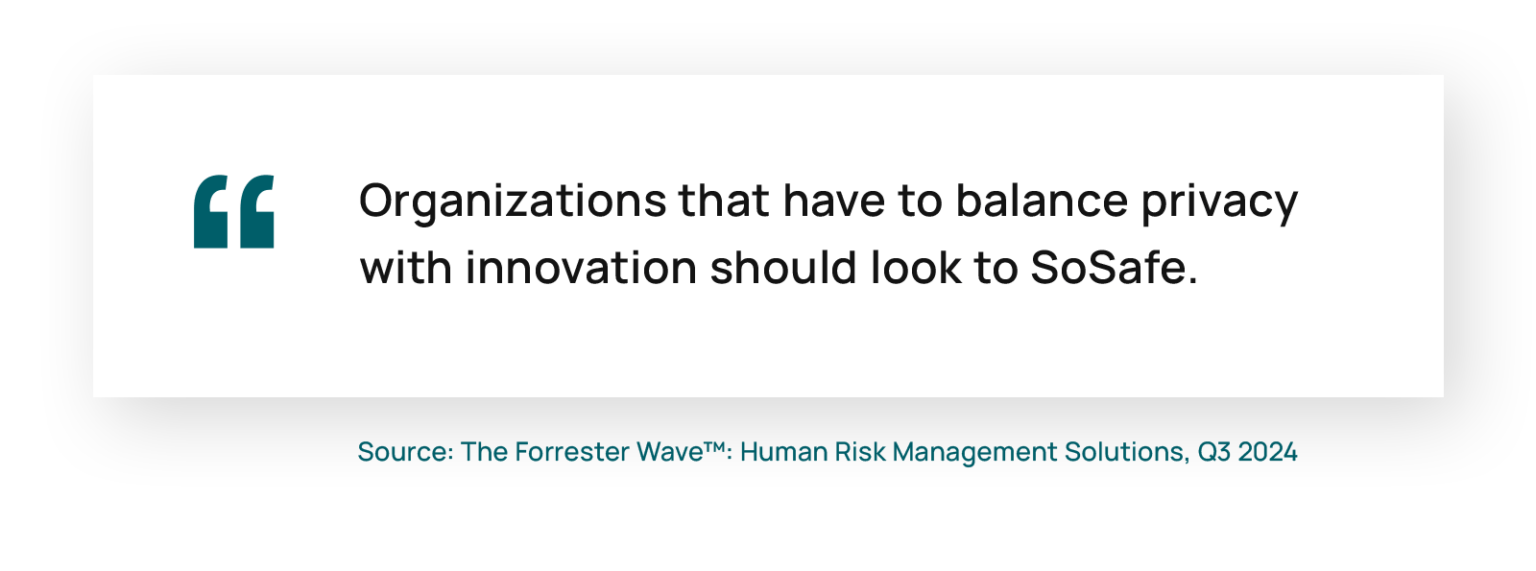 “
Organizations that have to balance privacy
with innovation should look to SoSafe.
Source: The Forrester Wave™: Human Risk Management Solutions, Q3 2024